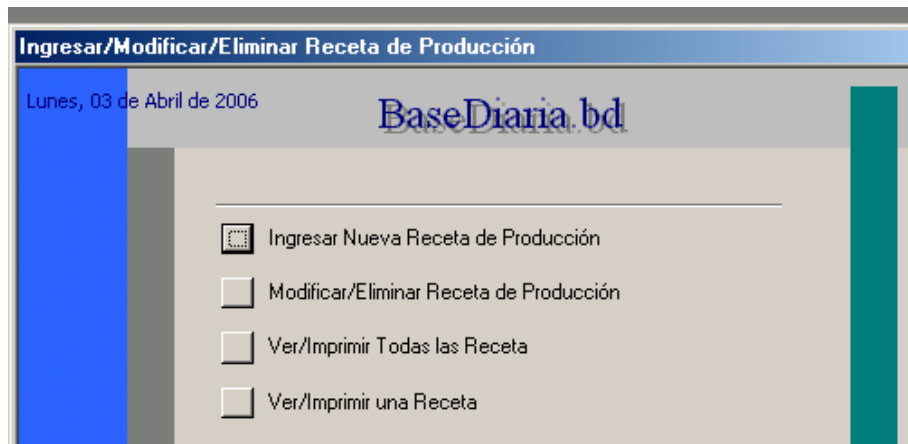 Ingresar/Modificar/Eliminar Receta de Producción
Lunes, 03 de Abril de 2006
BaseDiaria.bd
Ingresar Nueva Receta de Producción
Modificar/Eliminar Receta de Producción
Ver/Imprimir Todas las Receta
Ver/Imprimir una Receta